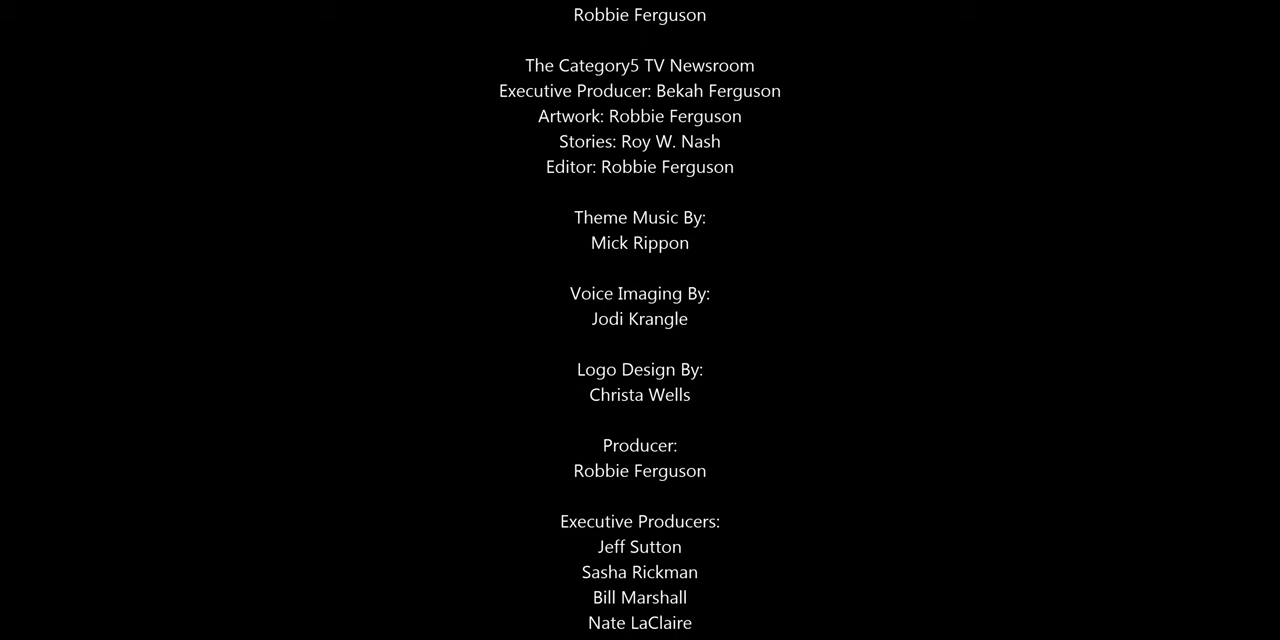 Robbie Ferguson
The Category5 TV Newsroom
Executive Producer: Bekah Ferguson
Artwork: Robbie Ferguson
Stories: Roy W. Nash
Editor: Robbie Ferguson
Theme Music By:
Mick Rippon
Voice Imaging By:
Jodi Krangle
Logo Design By:
Christa Wells
Producer:
Robbie Ferguson
Executive Producers:
Jeff Sutton
Sasha Rickman
Bill Marshall
Nate LaClaire